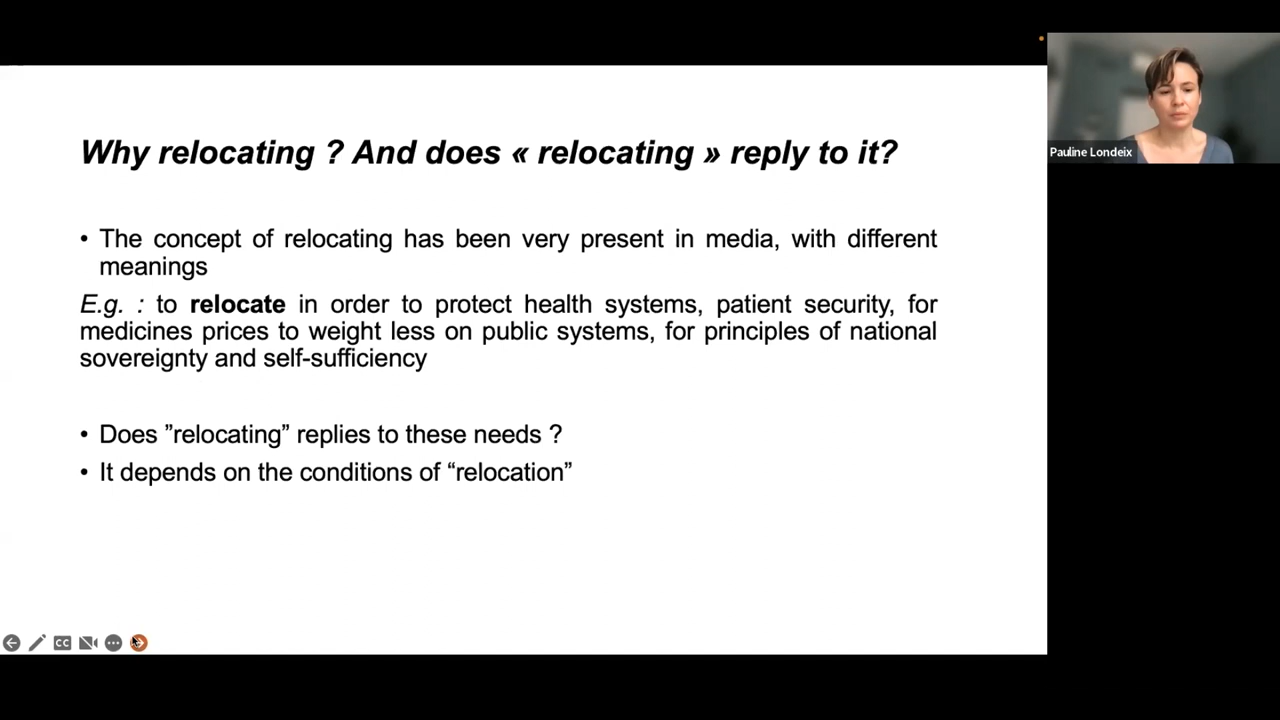 Why relocating ? And does « relocating » reply to it?
• The concept of relocating has been very present in media, with different
meanings
E.g. : to relocate in order to protect health systems, patient security, for
medicines prices to weight less on public systems, for principles of national
sovereignty and self-sufficiency
• Does ”relocating” replies to these needs ?
• It depends on the conditions of “relocation”
Pauline Londeix
CC